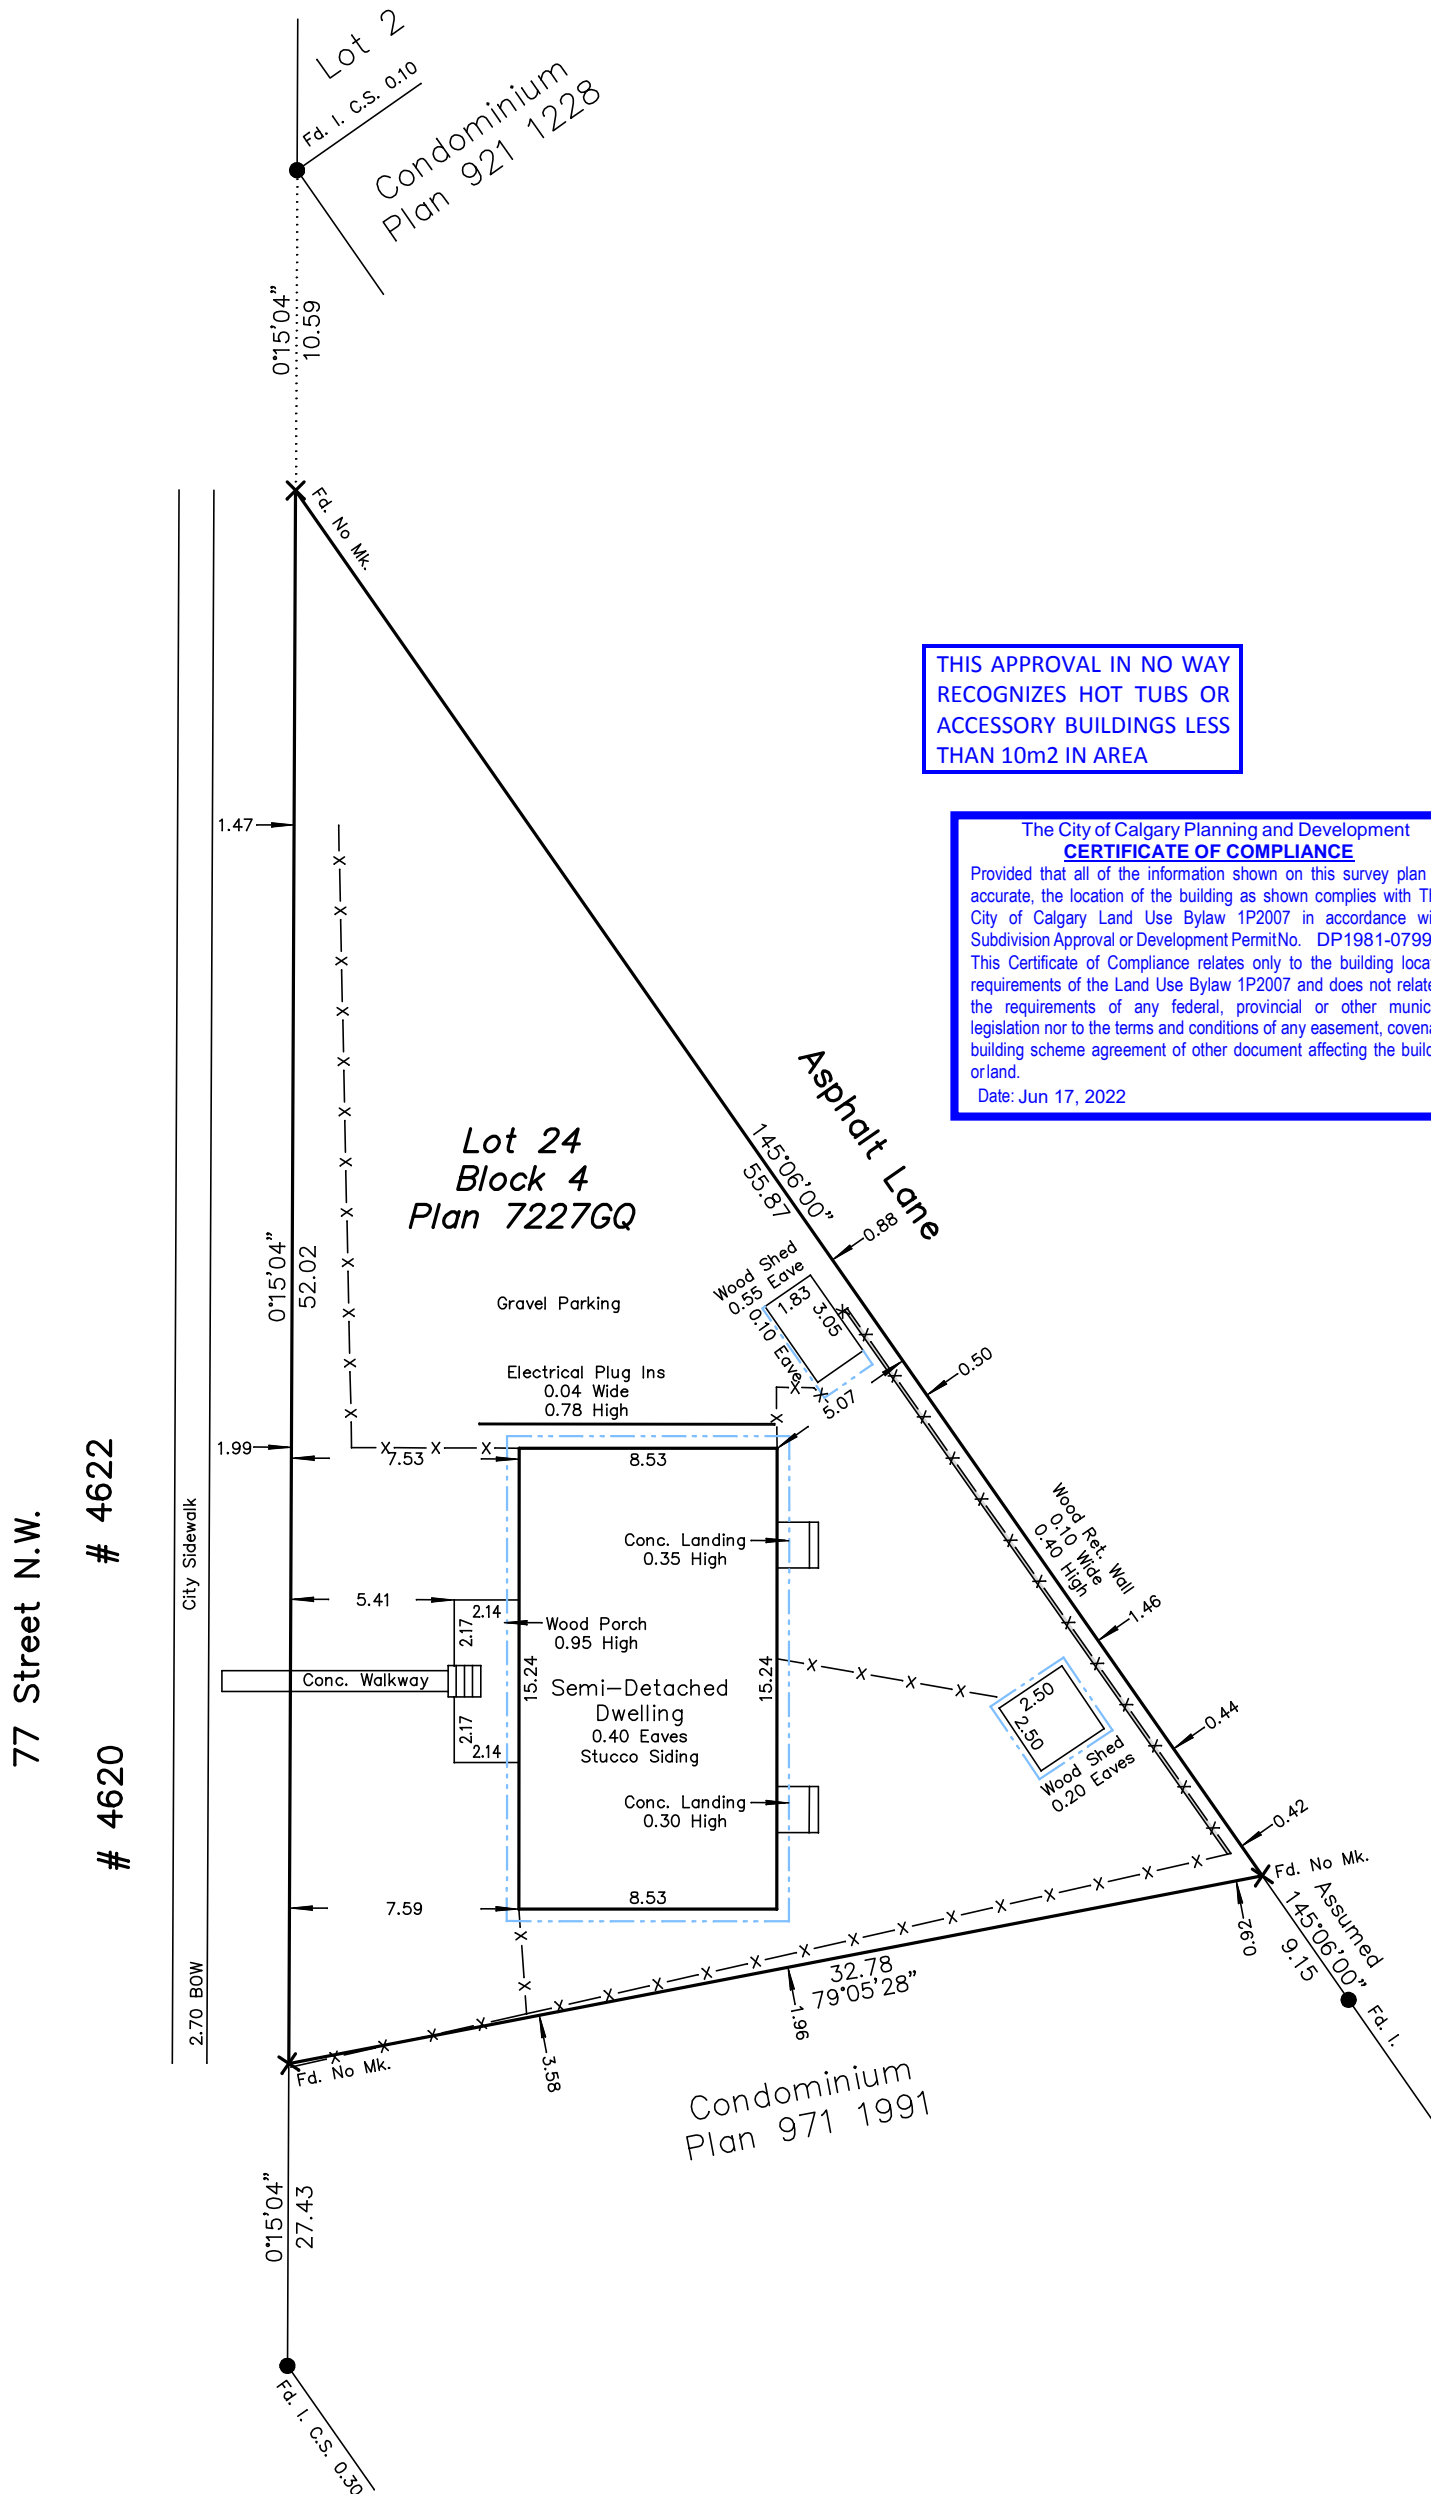 Lot 2
Fd. I. C.S. 0.10
Condominium
Plan 921 1228
0°15'04"
10.59
Fd. No Mk.
THIS APPROVAL IN NO WAY
RECOGNIZES HOT TUBS OR
ACCESSORY BUILDINGS LESS
THAN 10m2 IN AREA
1.47
The City of Calgary Planning and Development
CERTIFICATE OF COMPLIANCE
Provided that all of the information shown on this survey plan
accurate, the location of the building as shown complies with
City of Calgary Land Use Bylaw 1P2007 in accordance
Subdivision Approval or Development Permit No. DP1981-0799
This Certificate of Compliance relates only to the building
requirements of the Land Use Bylaw 1P2007 and does not relate
the requirements of any federal, provincial or other
legislation nor to the terms and conditions of any easement,
building scheme agreement of other document affecting the
or land.
Date: Jun 17, 2022
Asphalt Lane
145°06'00"
55.87
Lot 24
Block 4
Plan 7227GQ
0°15'04"
52.02
0.88
Wood Shed
0.55 Eave
1.83
3.05
0.10 Eave
Gravel Parking
Electrical Plug Ins
0.04 Wide
0.78 High
5.07
0.50
1.99
7.53
8.53
77 Street N.W.
# 4622
# 4620
City Sidewalk
2.70 BOW
Conc. Landing
0.35 High
Wood Ret. Wall
0.10 Wide
0.40 High
5.41
2.14
2.17
Wood Porch
0.95 High
1.46
Conc. Walkway
15.24
15.24
Semi-Detached
Dwelling
0.40 Eaves
Stucco Siding
2.17
2.14
2.50
2.50
Wood Shed
0.20 Eaves
0.44
Conc. Landing
0.30 High
0.42
7.59
8.53
Fd. No Mk.
Assumed
145°06'00"
9.15
Fd. I.
0.92
32.78
79°05'28"
1.96
3.58
Fd. No Mk.
Condominium
Plan 971 1991
0°15'04"
27.43
Fd. I. C.S. 0.30